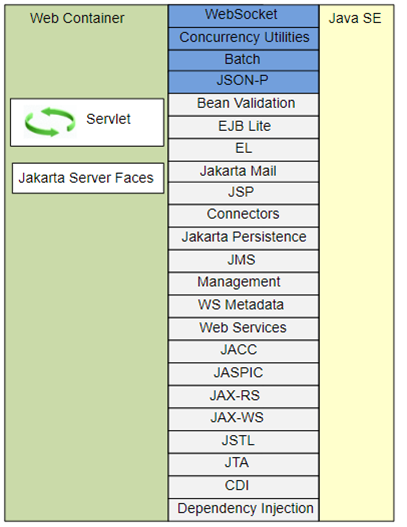 Web Container
Servlet
Jakarta Server Faces
WebSocket
Concurrency Utilities
Batch
JSON-P
Bean Validation
EJB Lite
EL
Jakarta Mail
JSP
Connectors
Jakarta Persistence
JMS
Management
WS Metadata
Web Services
JACC
JASPIC
JAX-RS
JAX-WS
JSTL
JTA
CDI
Dependency Injection
Java SE